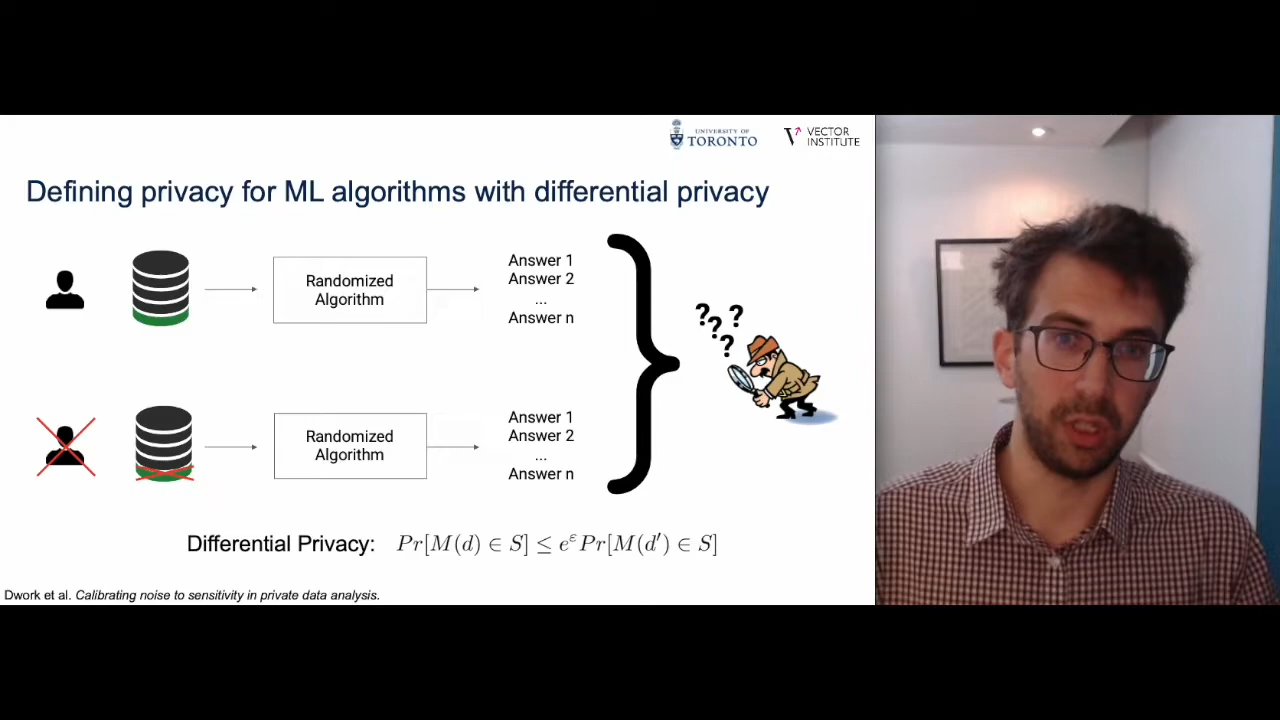 UNIVERSITY OF
TORONTO
VECTOR
INSTITUTE
Defining privacy for ML algorithms with differential privacy
Randomized
Algorithm
Answer 1
Answer 2
...
Answer n
? ? ? ?
Randomized
Algorithm
Answer 1
Answer 2
...
Answer n
Differential Privacy: Pr[M(d) ∈ S] ≤ e^ε Pr[M(d′) ∈ S]
Dwork et al. Calibrating noise to sensitivity in private data analysis.